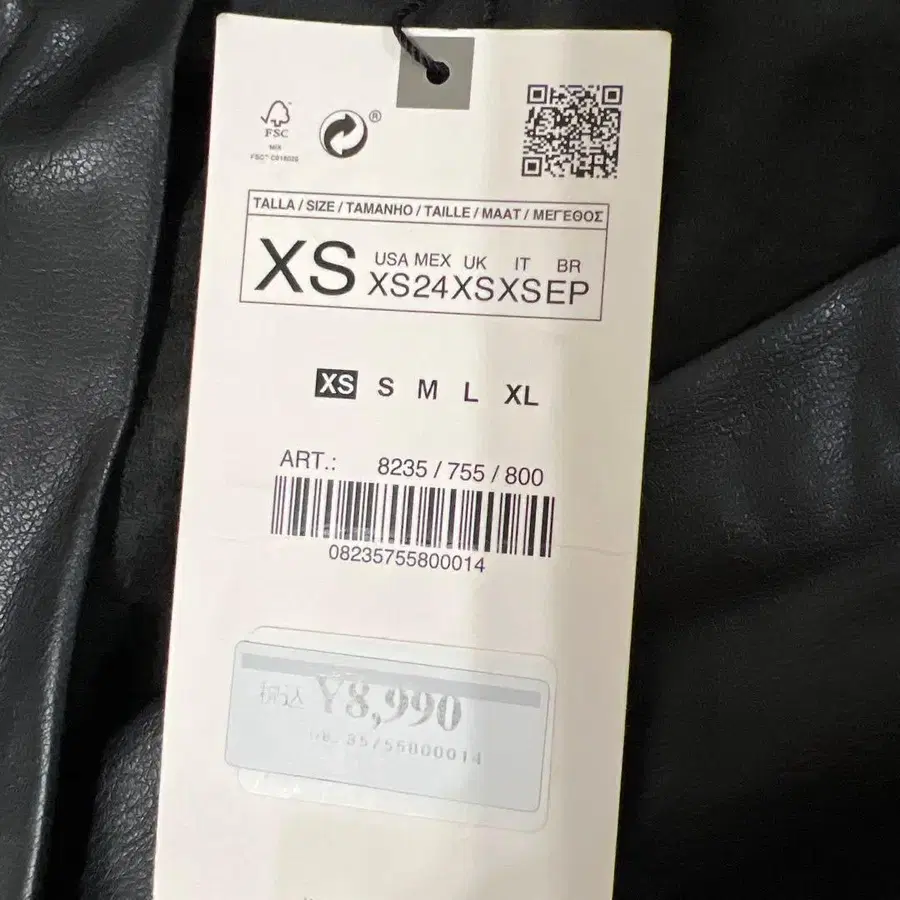 FSC
MIX
®
TALLA / SIZE / TAMANHO / TAILLE / MAAT / ΜΕΓΕΘΟΣ
XS
USA MEX UK IT BR
XS 24 XS XS EP
XS S M L XL
ART.: 8235 / 755 / 800
08235755800014
税込 ¥8,990